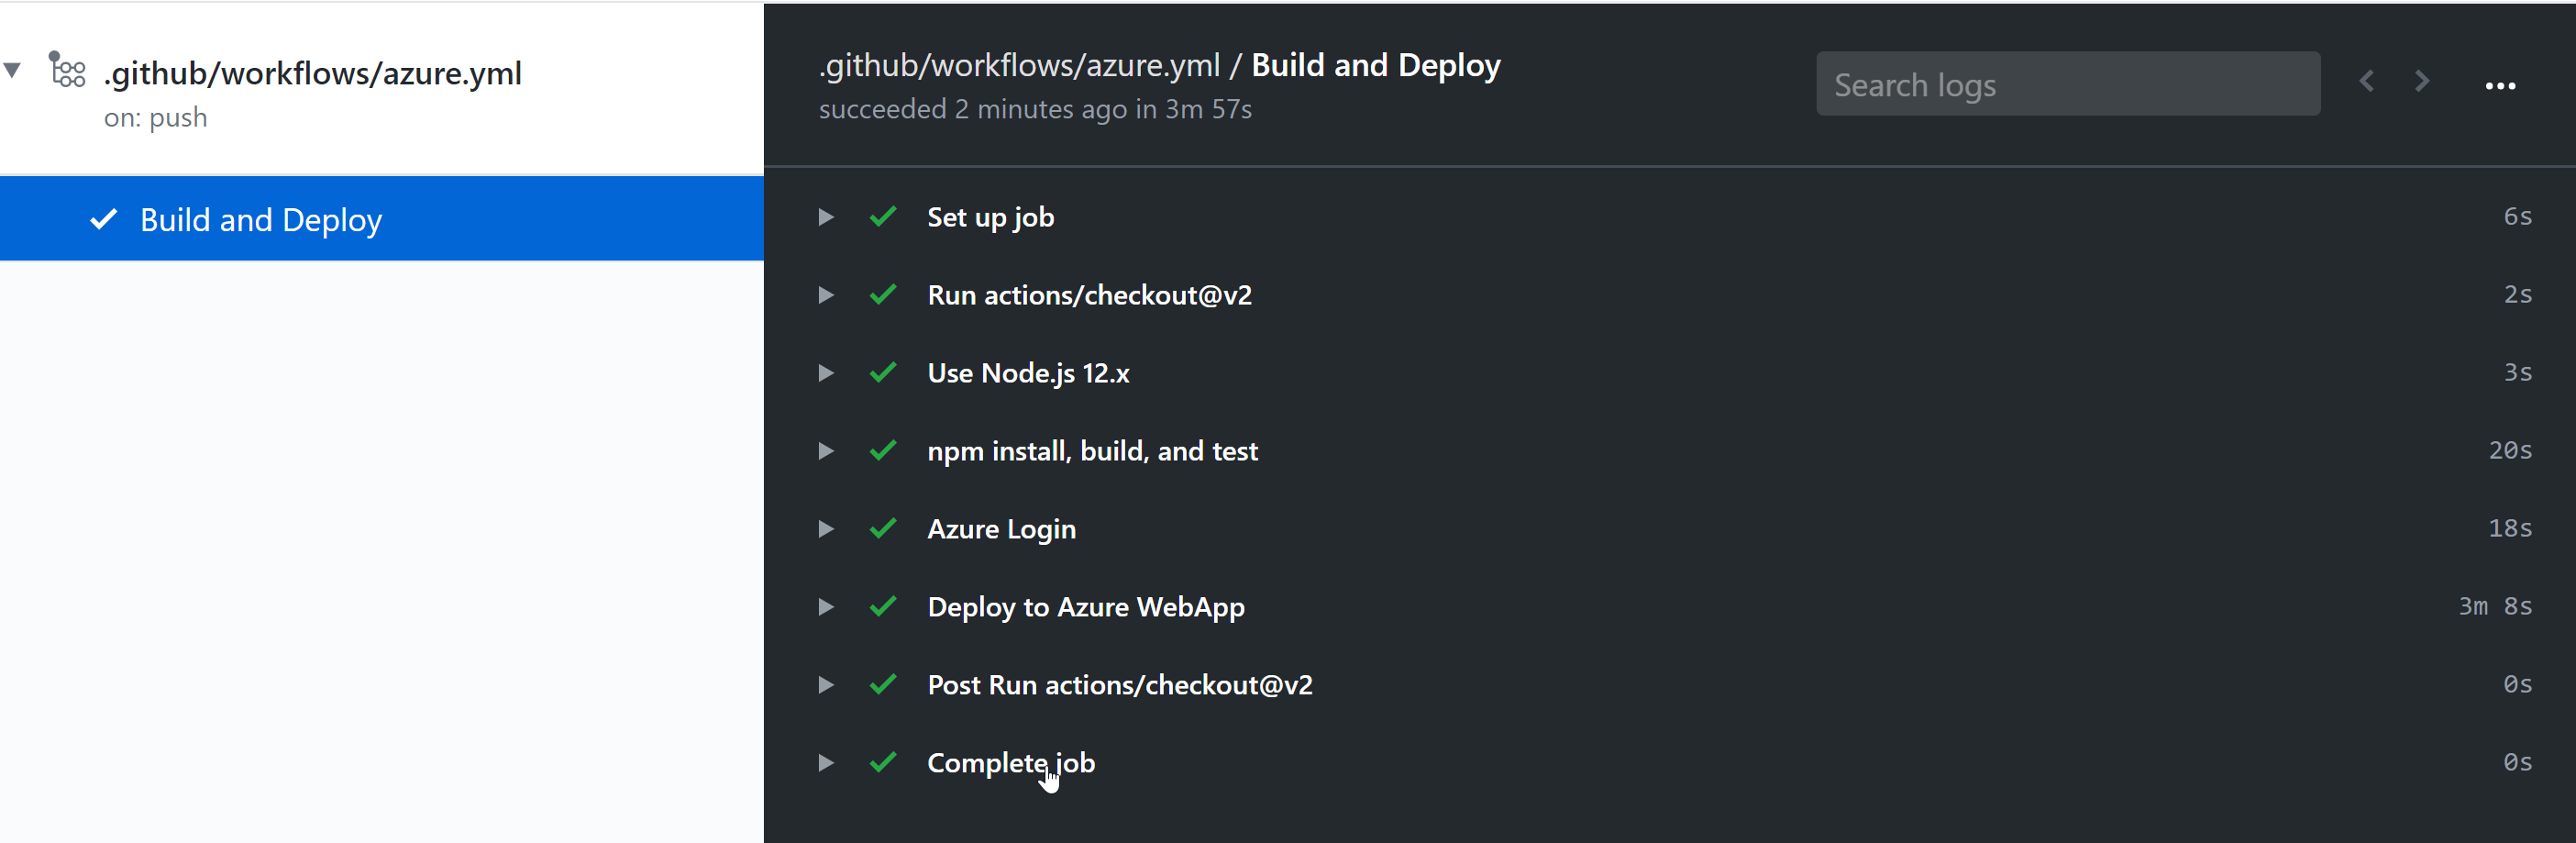 .github/workflows/azure.yml
on: push
Build and Deploy
.github/workflows/azure.yml / Build and Deploy
succeeded 2 minutes ago in 3m 57s
Search logs
Set up job 6s
Run actions/checkout@v2 2s
Use Node.js 12.x 3s
npm install, build, and test 20s
Azure Login 18s
Deploy to Azure WebApp 3m 8s
Post Run actions/checkout@v2 0s
Complete job 0s